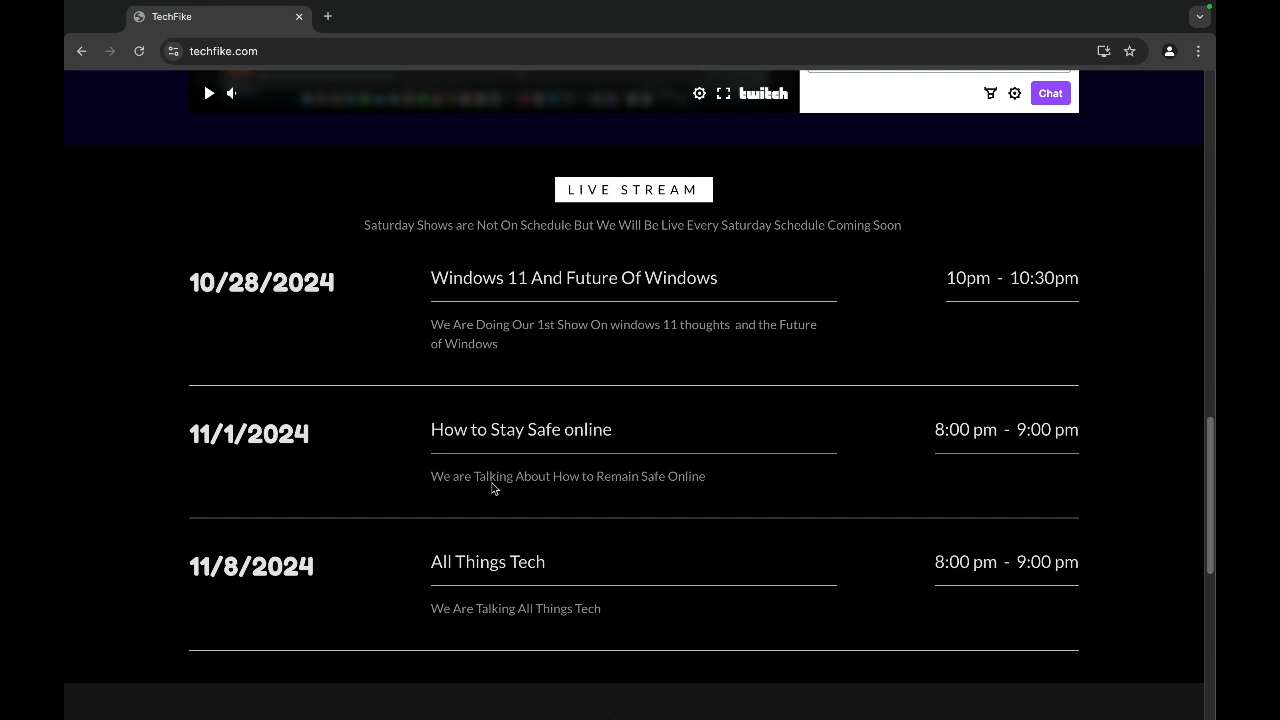 TechFike
techfike.com
twitch
Chat
LIVE STREAM
Saturday Shows are Not On Schedule But We Will Be Live Every Saturday Schedule Coming Soon
10/28/2024
Windows 11 And Future Of Windows
10pm - 10:30pm
We Are Doing Our 1st Show On windows 11 thoughts and the Future
of Windows
11/1/2024
How to Stay Safe online
8:00 pm - 9:00 pm
We are Talking About How to Remain Safe Online
11/8/2024
All Things Tech
8:00 pm - 9:00 pm
We Are Talking All Things Tech